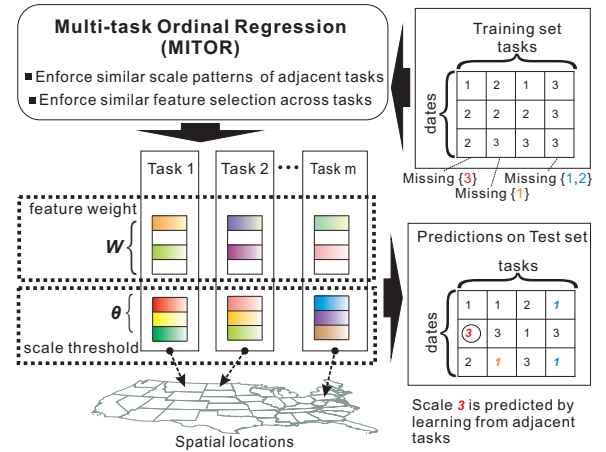 Multi-task Ordinal Regression
(MITOR)
■ Enforce similar scale patterns of adjacent tasks
■ Enforce similar feature selection across tasks
Training set
tasks
dates
1 2 1 3
2 2 2 3
2 3 3 3
Missing {3} Missing {1,2}
Missing {1}
Task 1 Task 2 ••• Task m
feature weight
W
θ
scale threshold
Spatial locations
Predictions on Test set
tasks
dates
1 1 2 1
3 3 1 3
2 1 3 1
Scale 3 is predicted by
learning from adjacent
tasks